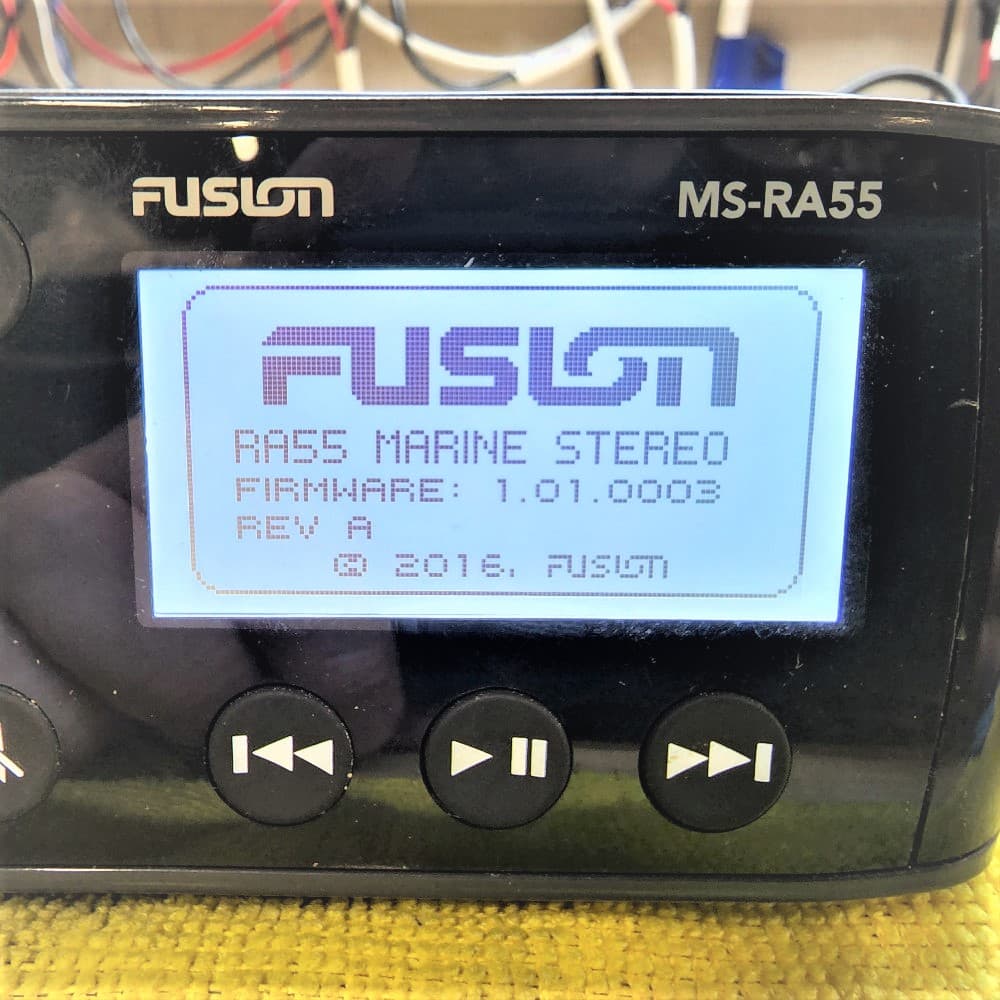 FUSION
MS-RA55
FUSION
RA55 MARINE STEREO
FIRMWARE: 1.01.0003
REV A
© 2016, FUSION